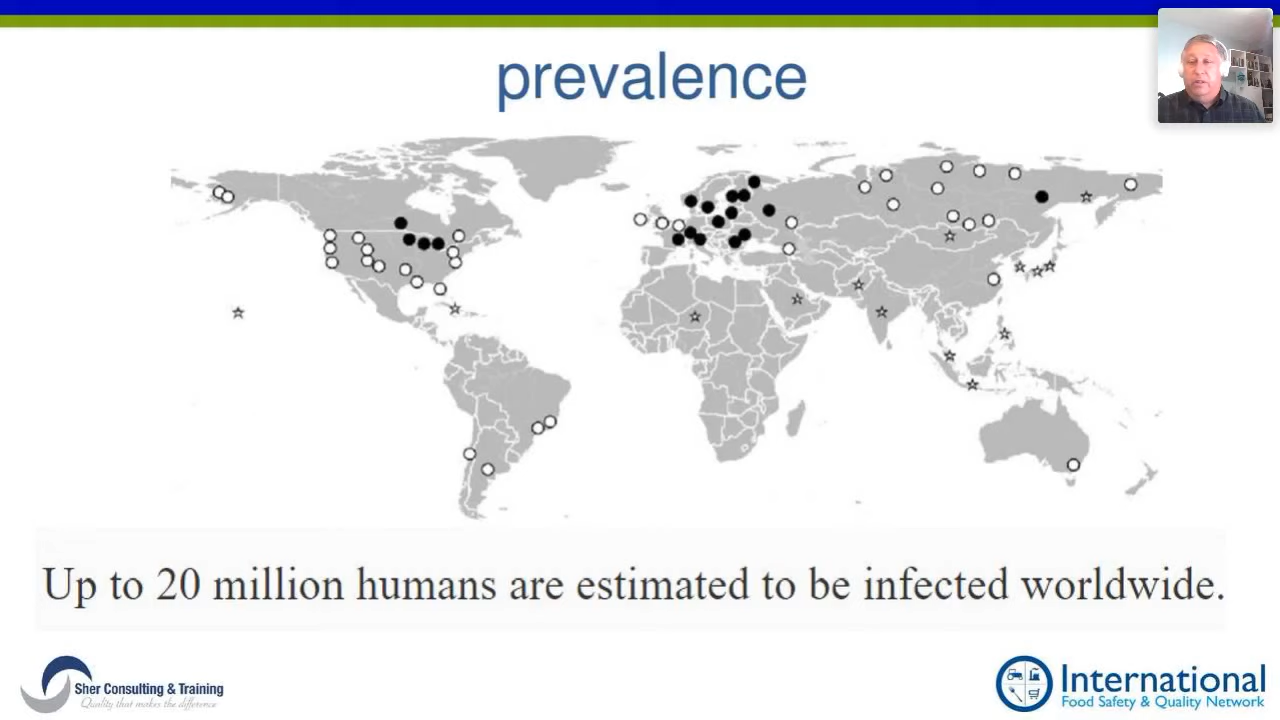 prevalence
Up to 20 million humans are estimated to be infected worldwide.
Sher Consulting & Training
Quality that makes the difference
International
Food Safety & Quality Network